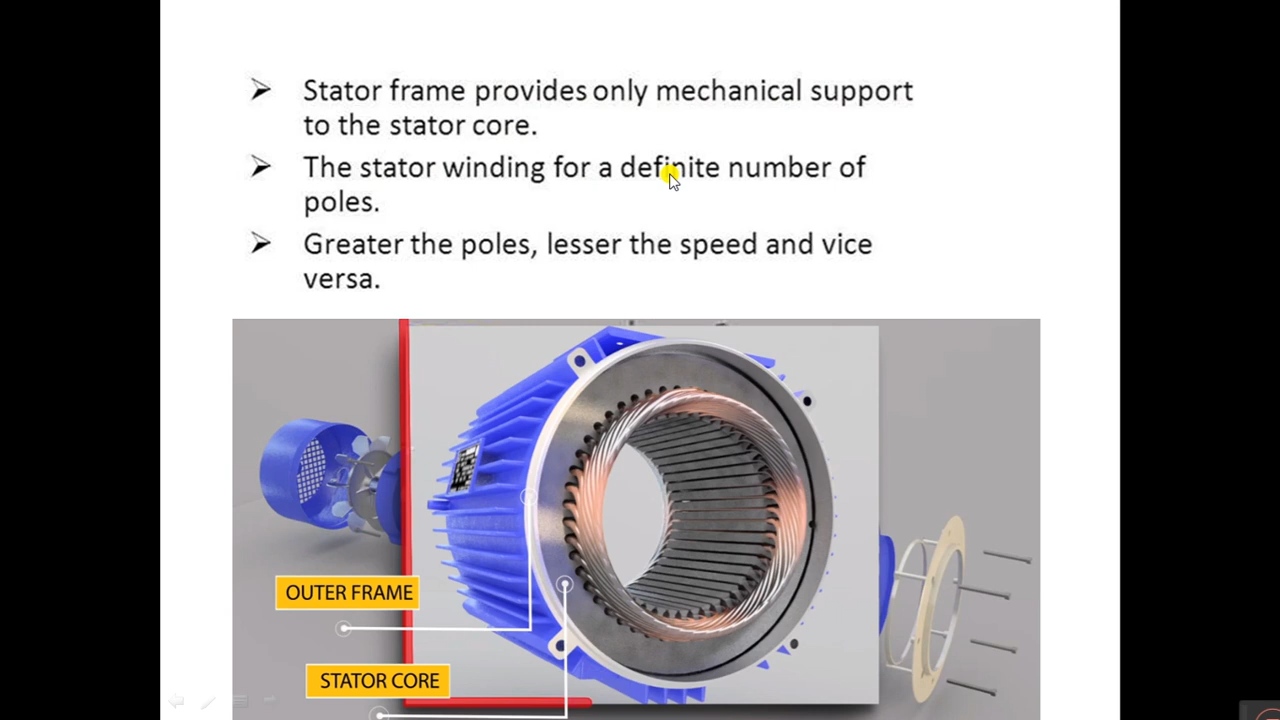 Stator frame provides only mechanical support
to the stator core.
The stator winding for a definite number of
poles.
Greater the poles, lesser the speed and vice
versa.
OUTER FRAME
STATOR CORE